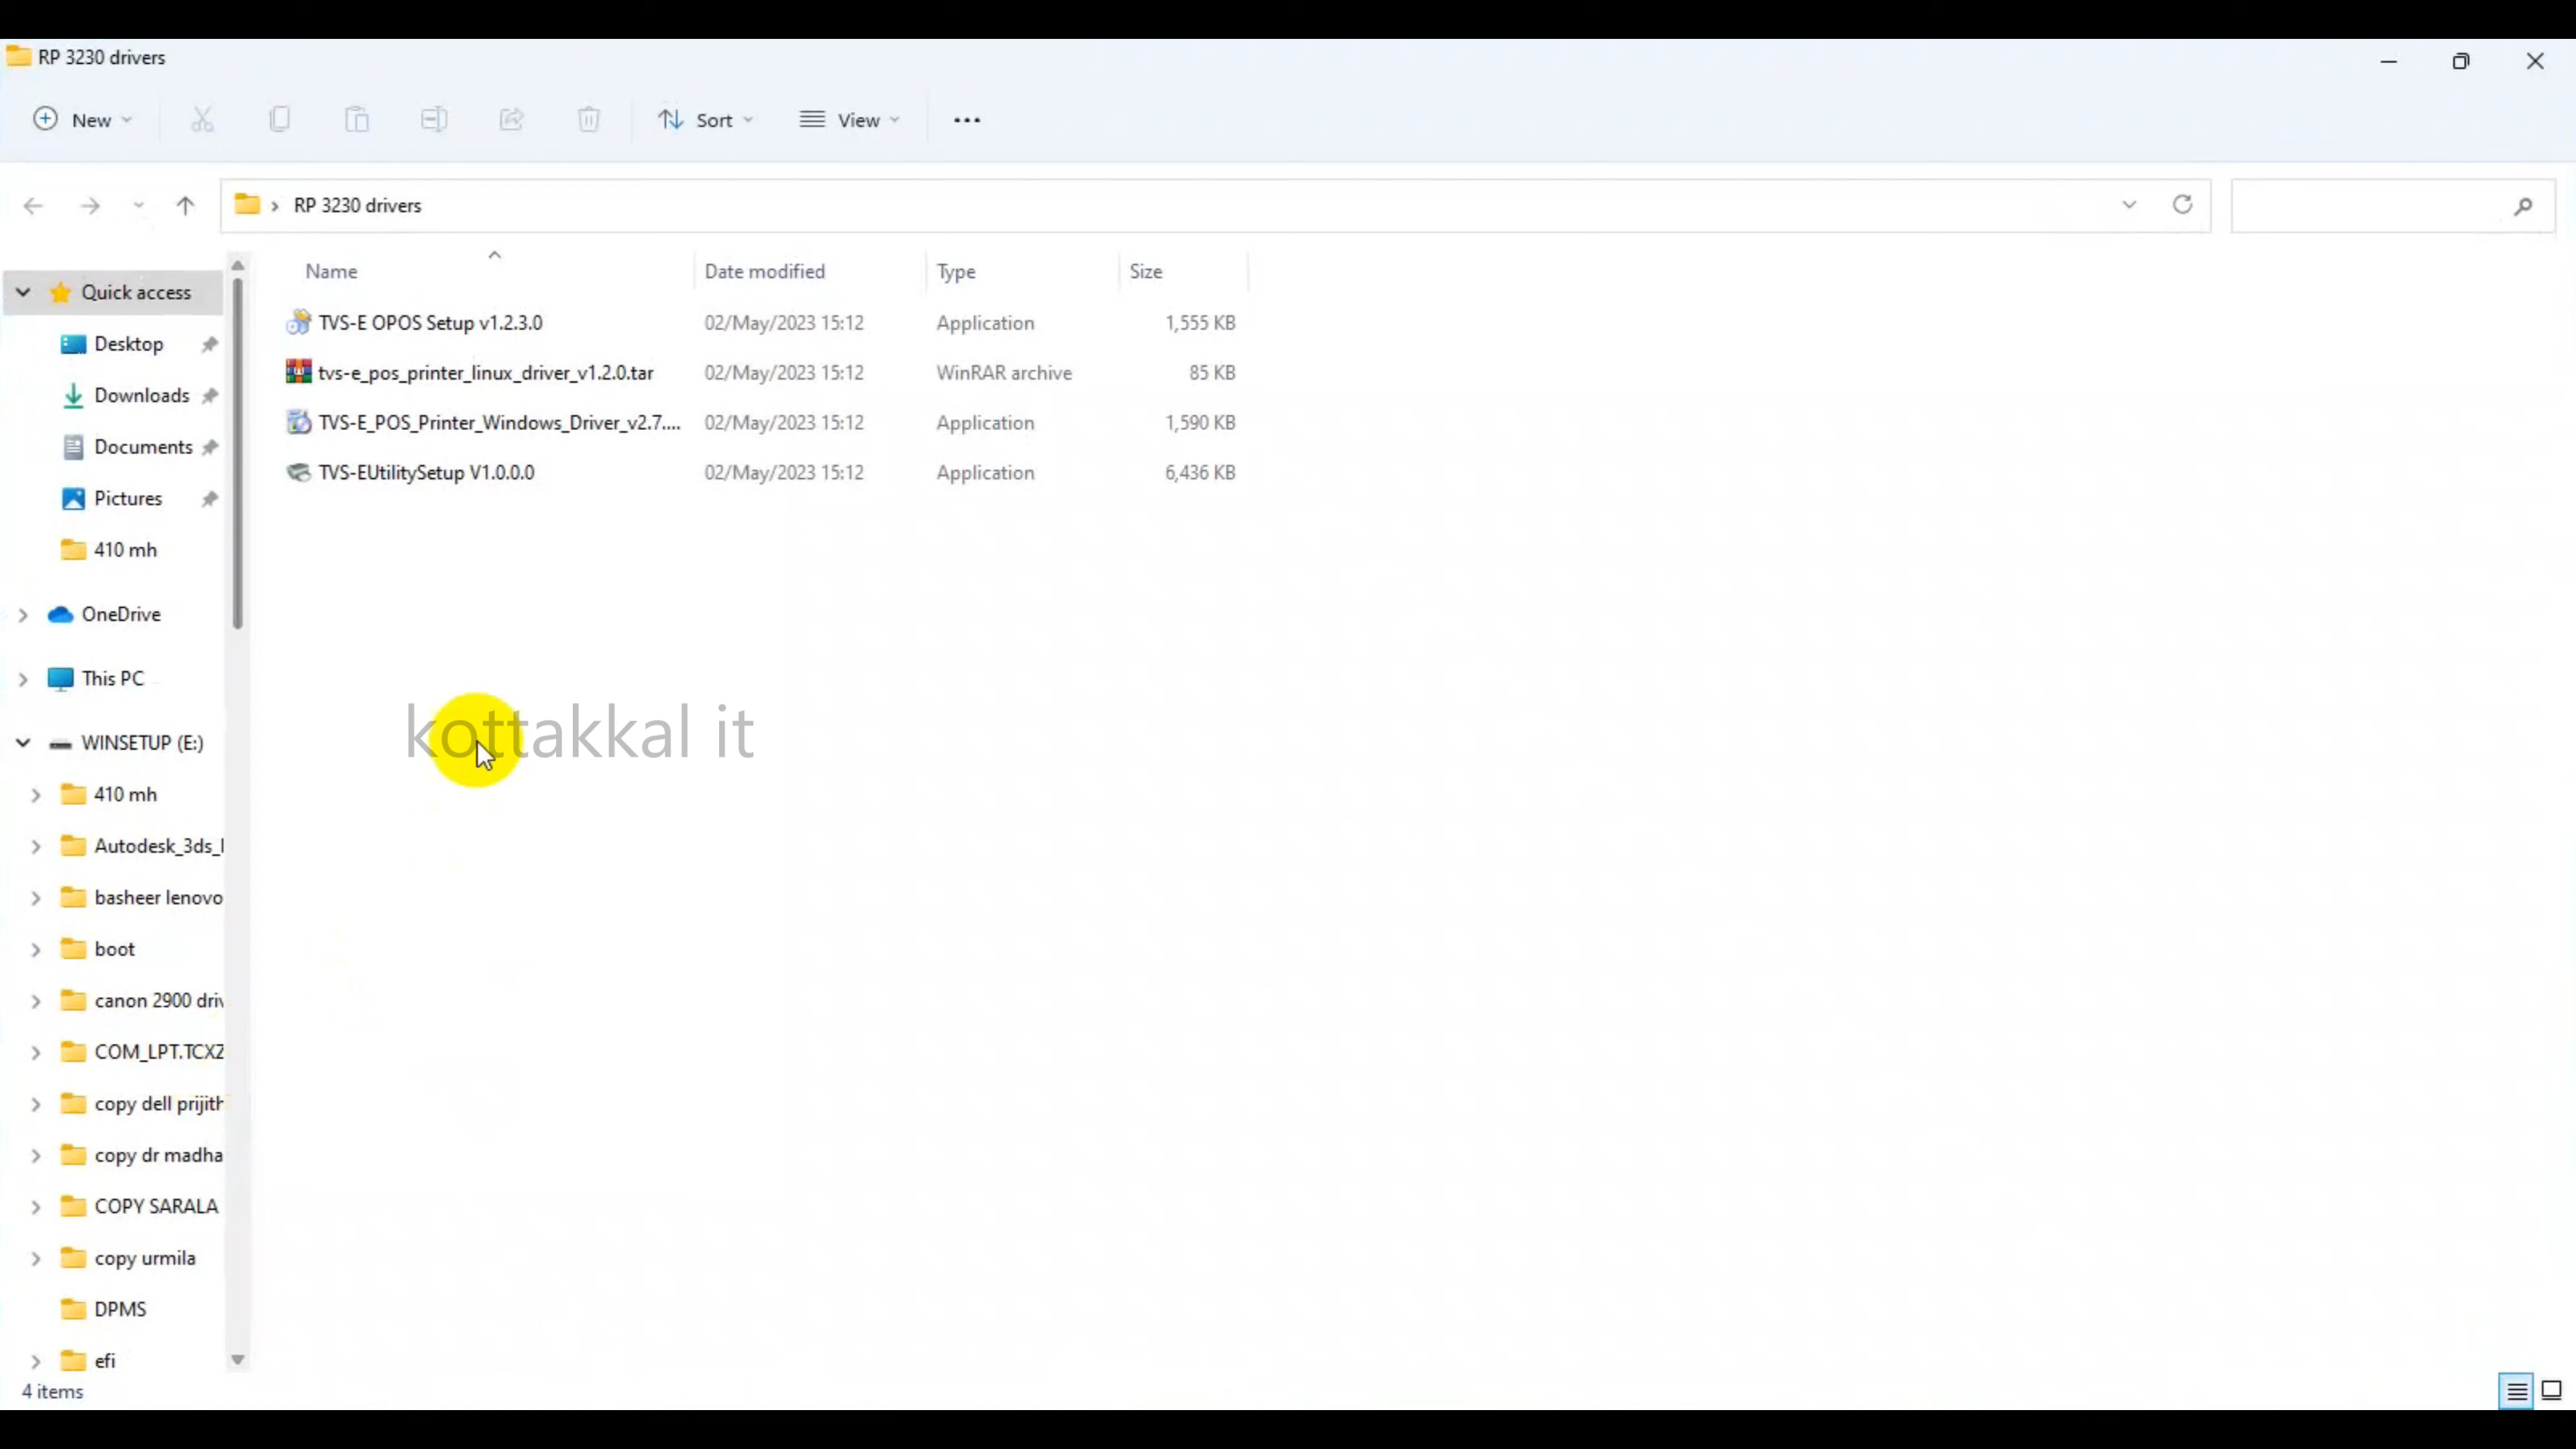 RP 3230 drivers
New
Sort
View
RP 3230 drivers
Name Date modified Type Size
TVS-E OPOS Setup v1.2.3.0 02/May/2023 15:12 Application 1,555 KB
tvs-e_pos_printer_linux_driver_v1.2.0.tar 02/May/2023 15:12 WinRAR archive 85 KB
TVS-E_POS_Printer_Windows_Driver_v2.7.... 02/May/2023 15:12 Application 1,590 KB
TVS-EUtilitySetup V1.0.0.0 02/May/2023 15:12 Application 6,436 KB
Quick access
Desktop
Downloads
Documents
Pictures
410 mh
OneDrive
This PC
WINSETUP (E:)
410 mh
Autodesk_3ds_
basheer lenovo
boot
canon 2900 driv
COM_LPT.TCXZ
copy dell prijith
copy dr madha
COPY SARALA
copy urmila
DPMS
efi
kottakkal it
4 items